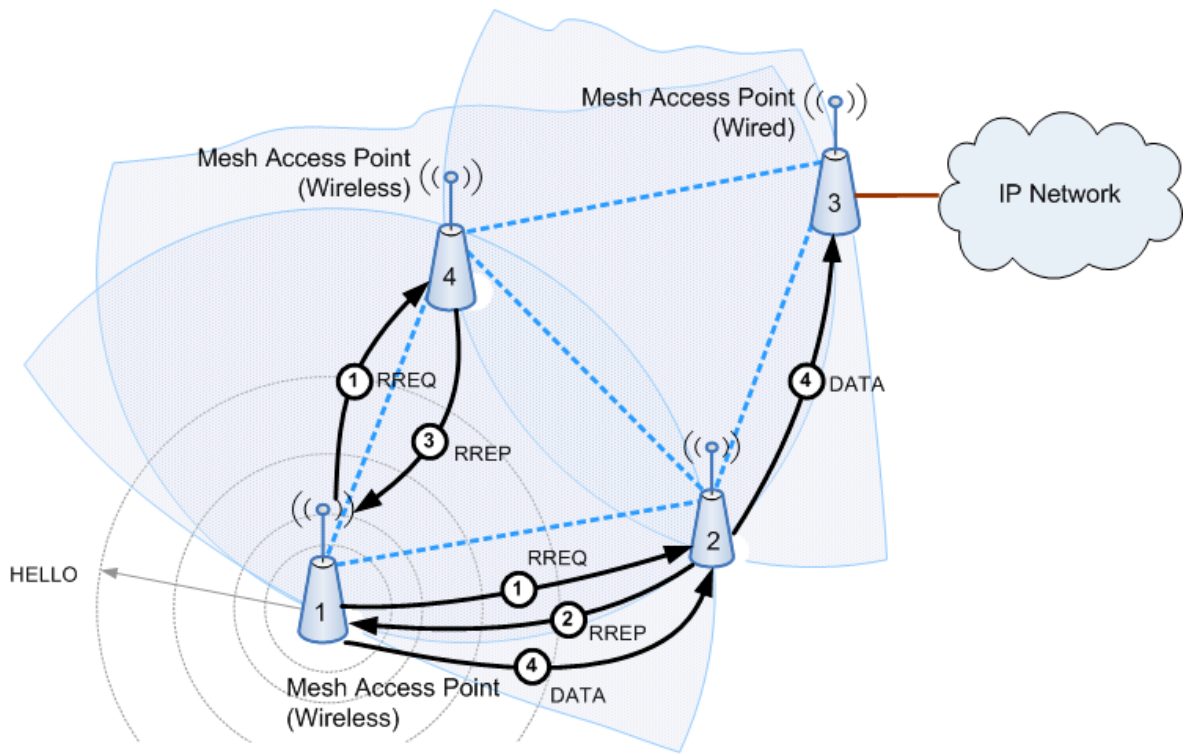 Mesh Access Point
(Wired)
Mesh Access Point
(Wireless)
3
IP Network
4
1
RREQ
4
DATA
3
RREP
2
HELLO
1
RREQ
1
2
RREP
4
DATA
Mesh Access Point
(Wireless)